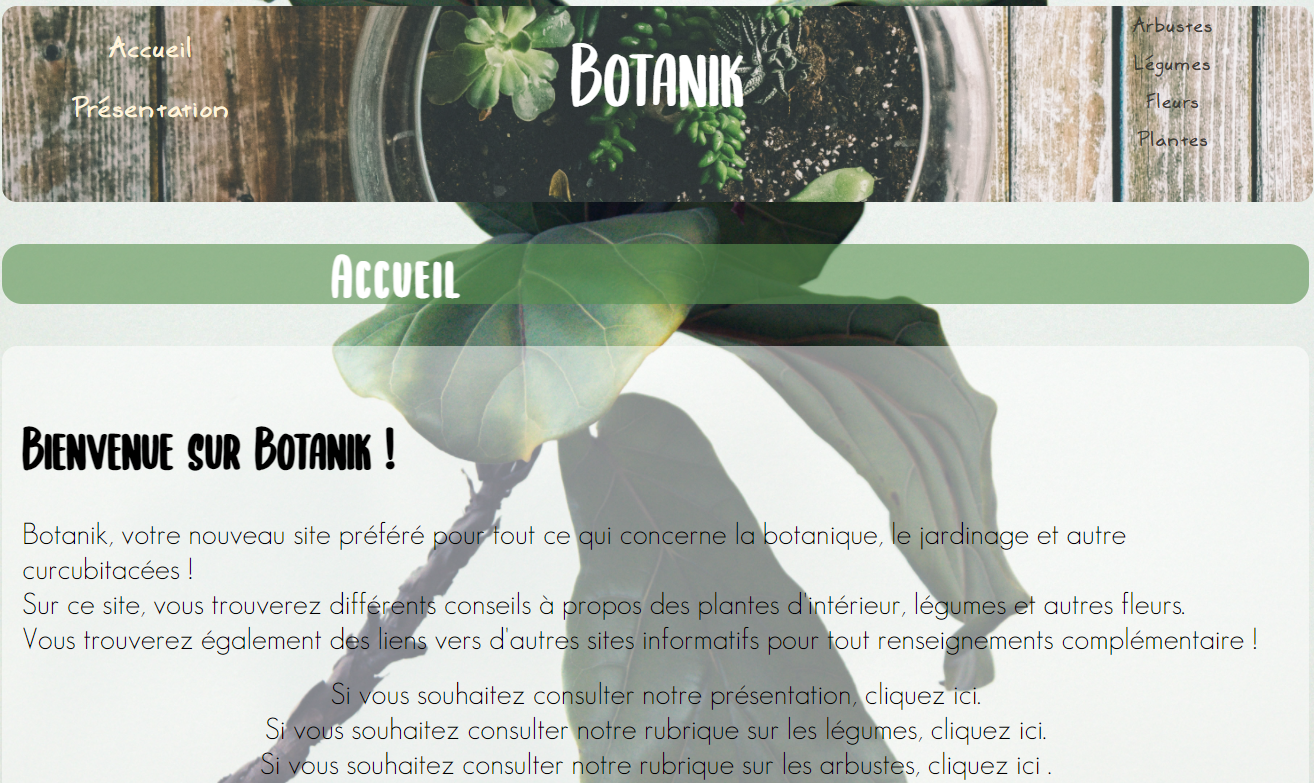 Accueil
Présentation
Botanik
Arbustes
Légumes
Fleurs
Plantes
Accueil
Bienvenue sur Botanik !
Botanik, votre nouveau site préféré pour tout ce qui concerne la botanique, le jardinage et autre
curcubitacées !
Sur ce site, vous trouverez différents conseils à propos des plantes d'intérieur, légumes et autres fleurs.
Vous trouverez également des liens vers d'autres sites informatifs pour tout renseignements complémentaire !
Si vous souhaitez consulter notre présentation, cliquez ici.
Si vous souhaitez consulter notre rubrique sur les légumes, cliquez ici.
Si vous souhaitez consulter notre rubrique sur les arbustes, cliquez ici .